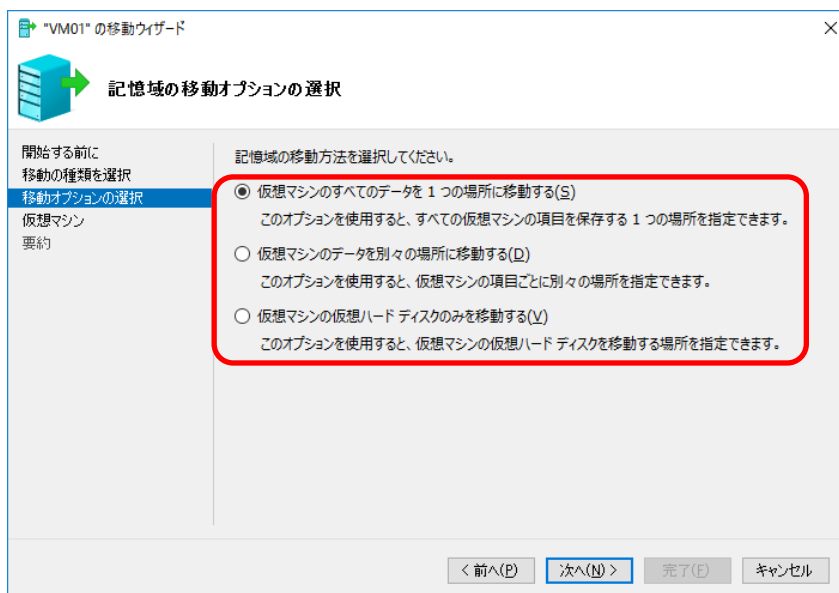 "VM01" の移動ウィザード
記憶域の移動オプションの選択
開始する前に
移動の種類を選択
移動オプションの選択
仮想マシン
要約
記憶域の移動方法を選択してください。
仮想マシンのすべてのデータを 1 つの場所に移動する(S)
このオプションを使用すると、すべての仮想マシンの項目を保存する 1 つの場所を指定できます。
仮想マシンのデータを別々の場所に移動する(D)
このオプションを使用すると、仮想マシンの項目ごとに別々の場所を指定できます。
仮想マシンの仮想ハード ディスクのみを移動する(V)
このオプションを使用すると、仮想マシンの仮想ハード ディスクを移動する場所を指定できます。
< 前へ(P)
次へ(N) >
完了(F)
キャンセル